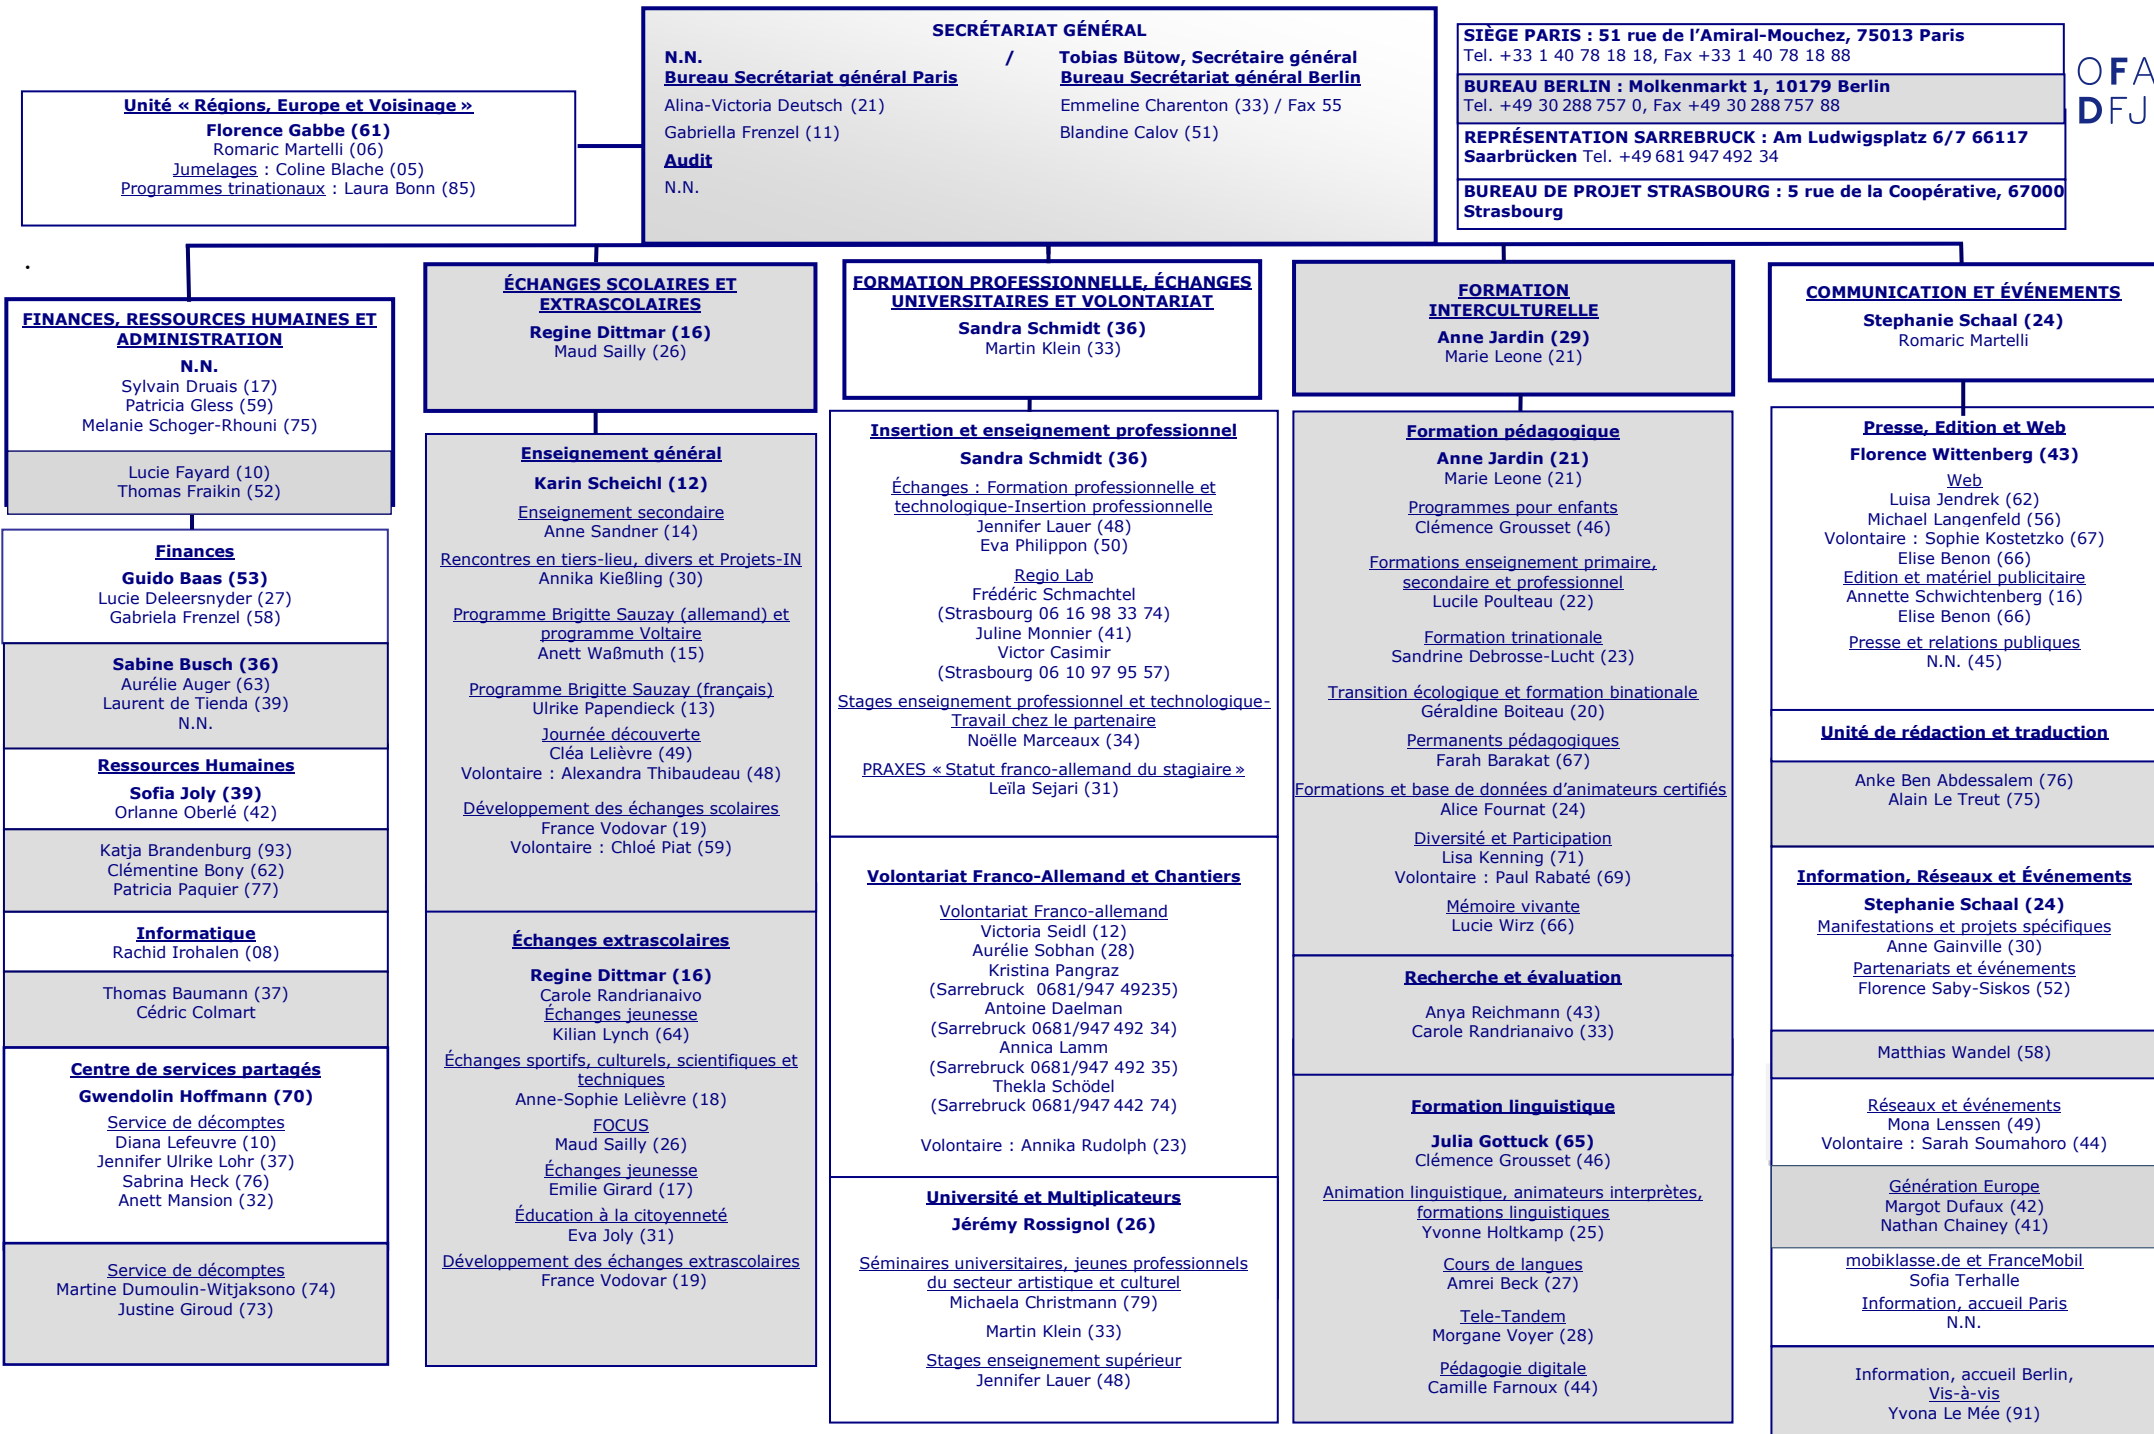 SECRÉTARIAT GÉNÉRAL
N.N. / Tobias Bütow, Secrétaire général
Bureau Secrétariat général Paris Bureau Secrétariat général Berlin
Alina-Victoria Deutsch (21) Emmeline Charenton (33) / Fax 55
Gabriella Frenzel (11) Blandine Calov (51)
Audit
N.N.
SIÈGE PARIS : 51 rue de l'Amiral-Mouchez, 75013 Paris
Tel. +33 1 40 78 18 18, Fax +33 1 40 78 18 88
BUREAU BERLIN : Molkenmarkt 1, 10179 Berlin
Tel. +49 30 288 757 0, Fax +49 30 288 757 88
REPRÉSENTATION SARREBRUCK : Am Ludwigsplatz 6/7 66117
Saarbrücken Tel. +49 681 947 492 34
BUREAU DE PROJET STRASBOURG : 5 rue de la Coopérative, 67000
Strasbourg
OFA
DFJ
Unité « Régions, Europe et Voisinage »
Florence Gabbe (61)
Romaric Martelli (06)
Jumelages : Coline Blache (05)
Programmes trinationaux : Laura Bonn (85)
.
FINANCES, RESSOURCES HUMAINES ET
ADMINISTRATION
N.N.
Sylvain Druais (17)
Patricia Gless (59)
Melanie Schoger-Rhouni (75)
Lucie Fayard (10)
Thomas Fraikin (52)
Finances
Guido Baas (53)
Lucie Deleersnyder (27)
Gabriela Frenzel (58)
Sabine Busch (36)
Aurélie Auger (63)
Laurent de Tienda (39)
N.N.
Ressources Humaines
Sofia Joly (39)
Orlanne Oberlé (42)
Katja Brandenburg (93)
Clémentine Bony (62)
Patricia Paquier (77)
Informatique
Rachid Irohalen (08)
Thomas Baumann (37)
Cédric Colmart
Centre de services partagés
Gwendolin Hoffmann (70)
Service de décomptes
Diana Lefeuvre (10)
Jennifer Ulrike Lohr (37)
Sabrina Heck (76)
Anett Mansion (32)
Service de décomptes
Martine Dumoulin-Witjaksono (74)
Justine Giroud (73)
ÉCHANGES SCOLAIRES ET
EXTRASCOLAIRES
Regine Dittmar (16)
Maud Sailly (26)
Enseignement général
Karin Scheichl (12)
Enseignement secondaire
Anne Sandner (14)
Rencontres en tiers-lieu, divers et Projets-IN
Annika Kießling (30)
Programme Brigitte Sauzay (allemand) et
programme Voltaire
Anett Waßmuth (15)
Programme Brigitte Sauzay (français)
Ulrike Papendieck (13)
Journée découverte
Cléa Lelièvre (49)
Volontaire : Alexandra Thibaudeau (48)
Développement des échanges scolaires
France Vodovar (19)
Volontaire : Chloé Piat (59)
Échanges extrascolaires
Regine Dittmar (16)
Carole Randrianaivo
Échanges jeunesse
Kilian Lynch (64)
Échanges sportifs, culturels, scientifiques et
techniques
Anne-Sophie Lelièvre (18)
FOCUS
Maud Sailly (26)
Échanges jeunesse
Emilie Girard (17)
Éducation à la citoyenneté
Eva Joly (31)
Développement des échanges extrascolaires
France Vodovar (19)
FORMATION PROFESSIONNELLE, ÉCHANGES
UNIVERSITAIRES ET VOLONTARIAT
Sandra Schmidt (36)
Martin Klein (33)
Insertion et enseignement professionnel
Sandra Schmidt (36)
Échanges : Formation professionnelle et
technologique-Insertion professionnelle
Jennifer Lauer (48)
Eva Philippon (50)
Regio Lab
Frédéric Schmachtel
(Strasbourg 06 16 98 33 74)
Juline Monnier (41)
Victor Casimir
(Strasbourg 06 10 97 95 57)
Stages enseignement professionnel et technologique-
Travail chez le partenaire
Noëlle Marceaux (34)
PRAXES « Statut franco-allemand du stagiaire »
Leïla Sejari (31)
Volontariat Franco-Allemand et Chantiers
Volontariat Franco-allemand
Victoria Seidl (12)
Aurélie Sobhan (28)
Kristina Pangraz
(Sarrebruck 0681/947 49235)
Antoine Daelman
(Sarrebruck 0681/947 492 34)
Annica Lamm
(Sarrebruck 0681/947 492 35)
Thekla Schödel
(Sarrebruck 0681/947 442 74)
Volontaire : Annika Rudolph (23)
Université et Multiplicateurs
Jérémy Rossignol (26)
Séminaires universitaires, jeunes professionnels
du secteur artistique et culturel
Michaela Christmann (79)
Martin Klein (33)
Stages enseignement supérieur
Jennifer Lauer (48)
FORMATION
INTERCULTURELLE
Anne Jardin (29)
Marie Leone (21)
Formation pédagogique
Anne Jardin (21)
Marie Leone (21)
Programmes pour enfants
Clémence Grousset (46)
Formations enseignement primaire,
secondaire et professionnel
Lucile Poulteau (22)
Formation trinationale
Sandrine Debrosse-Lucht (23)
Transition écologique et formation binationale
Géraldine Boiteau (20)
Permanents pédagogiques
Farah Barakat (67)
Formations et base de données d'animateurs certifiés
Alice Fournat (24)
Diversité et Participation
Lisa Kenning (71)
Volontaire : Paul Rabaté (69)
Mémoire vivante
Lucie Wirz (66)
Recherche et évaluation
Anya Reichmann (43)
Carole Randrianaivo (33)
Formation linguistique
Julia Gottuck (65)
Clémence Grousset (46)
Animation linguistique, animateurs interprètes,
formations linguistiques
Yvonne Holtkamp (25)
Cours de langues
Amrei Beck (27)
Tele-Tandem
Morgane Voyer (28)
Pédagogie digitale
Camille Farnoux (44)
COMMUNICATION ET ÉVÉNEMENTS
Stephanie Schaal (24)
Romaric Martelli
Presse, Edition et Web
Florence Wittenberg (43)
Web
Luisa Jendrek (62)
Michael Langenfeld (56)
Volontaire : Sophie Kostetzko (67)
Elise Benon (66)
Edition et matériel publicitaire
Annette Schwichtenberg (16)
Elise Benon (66)
Presse et relations publiques
N.N. (45)
Unité de rédaction et traduction
Anke Ben Abdessalem (76)
Alain Le Treut (75)
Information, Réseaux et Événements
Stephanie Schaal (24)
Manifestations et projets spécifiques
Anne Gainville (30)
Partenariats et événements
Florence Saby-Siskos (52)
Matthias Wandel (58)
Réseaux et événements
Mona Lenssen (49)
Volontaire : Sarah Soumahoro (44)
Génération Europe
Margot Dufaux (42)
Nathan Chainey (41)
mobiklasse.de et FranceMobil
Sofia Terhalle
Information, accueil Paris
N.N.
Information, accueil Berlin,
Vis-à-vis
Yvona Le Mée (91)